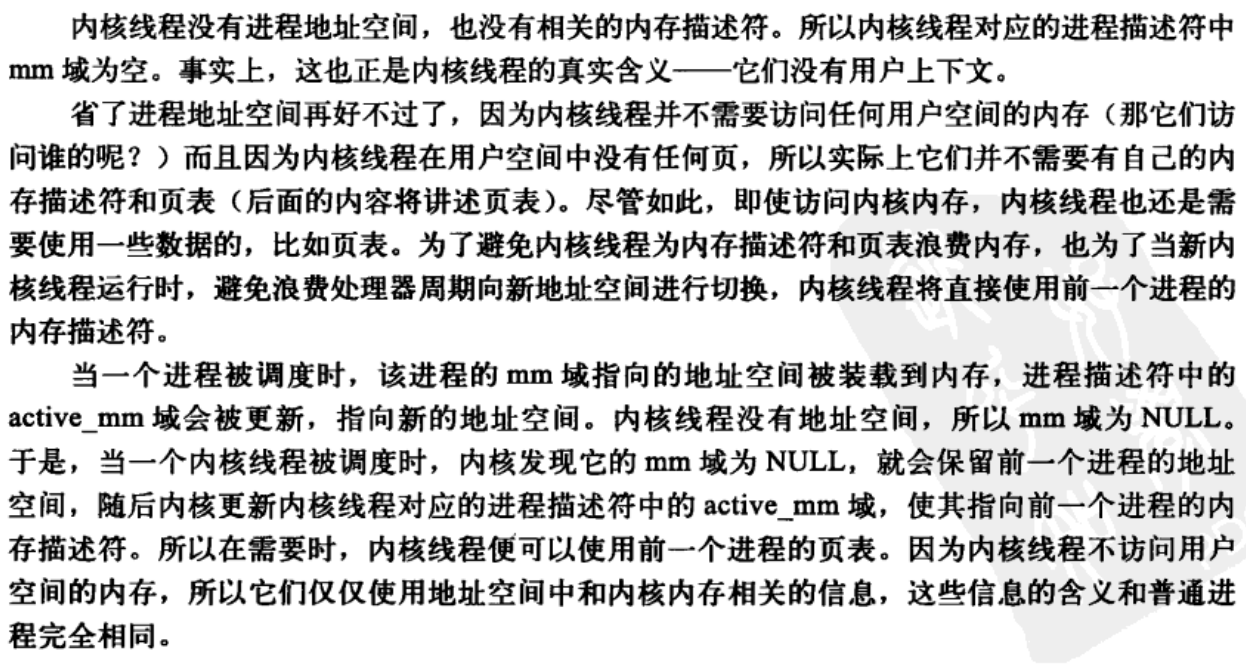 内核线程没有进程地址空间，也没有相关的内存描述符。所以内核线程对应的进程描述符中
mm 域为空。事实上，这也正是内核线程的真实含义——它们没有用户上下文。
省了进程地址空间再好不过了，因为内核线程并不需要访问任何用户空间的内存（那它们访
问谁的呢？）而且因为内核线程在用户空间中没有任何页，所以实际上它们并不需要有自己的内
存描述符和页表（后面的内容将讲述页表）。尽管如此，即使访问内核内存，内核线程也还是需
要使用一些数据的，比如页表。为了避免内核线程为内存描述符和页表浪费内存，也为了当新内
核线程运行时，避免浪费处理器周期向新地址空间进行切换，内核线程将直接使用前一个进程的
内存描述符。
当一个进程被调度时，该进程的 mm 域指向的地址空间被装载到内存，进程描述符中的
active_mm 域会被更新，指向新的地址空间。内核线程没有地址空间，所以 mm 域为 NULL。
于是，当一个内核线程被调度时，内核发现它的 mm 域为 NULL，就会保留前一个进程的地址
空间，随后内核更新内核线程对应的进程描述符中的 active_mm 域，使其指向前一个进程的内
存描述符。所以在需要时，内核线程便可以使用前一个进程的页表。因为内核线程不访问用户
空间的内存，所以它们仅仅使用地址空间中和内核内存相关的信息，这些信息的含义和普通进
程完全相同。